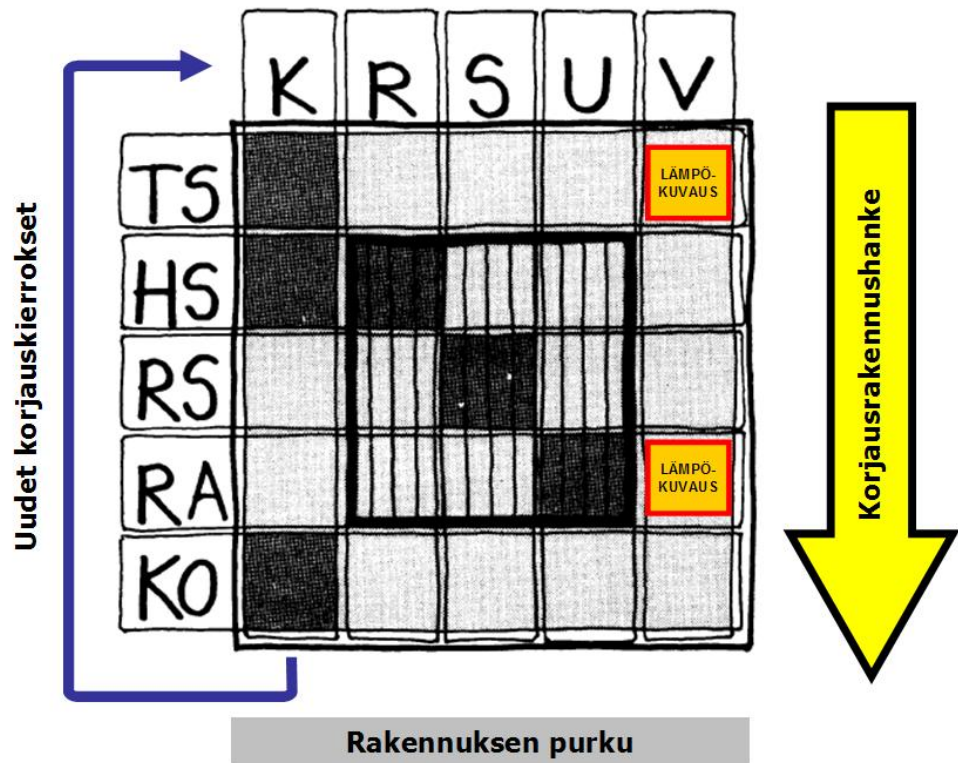 K R S U V
TS
LÄMPÖ-
KUVAUS
HS
RS
RA
LÄMPÖ-
KUVAUS
KO
Uudet korjauskierrokset
Korjausrakennushanke
Rakennuksen purku